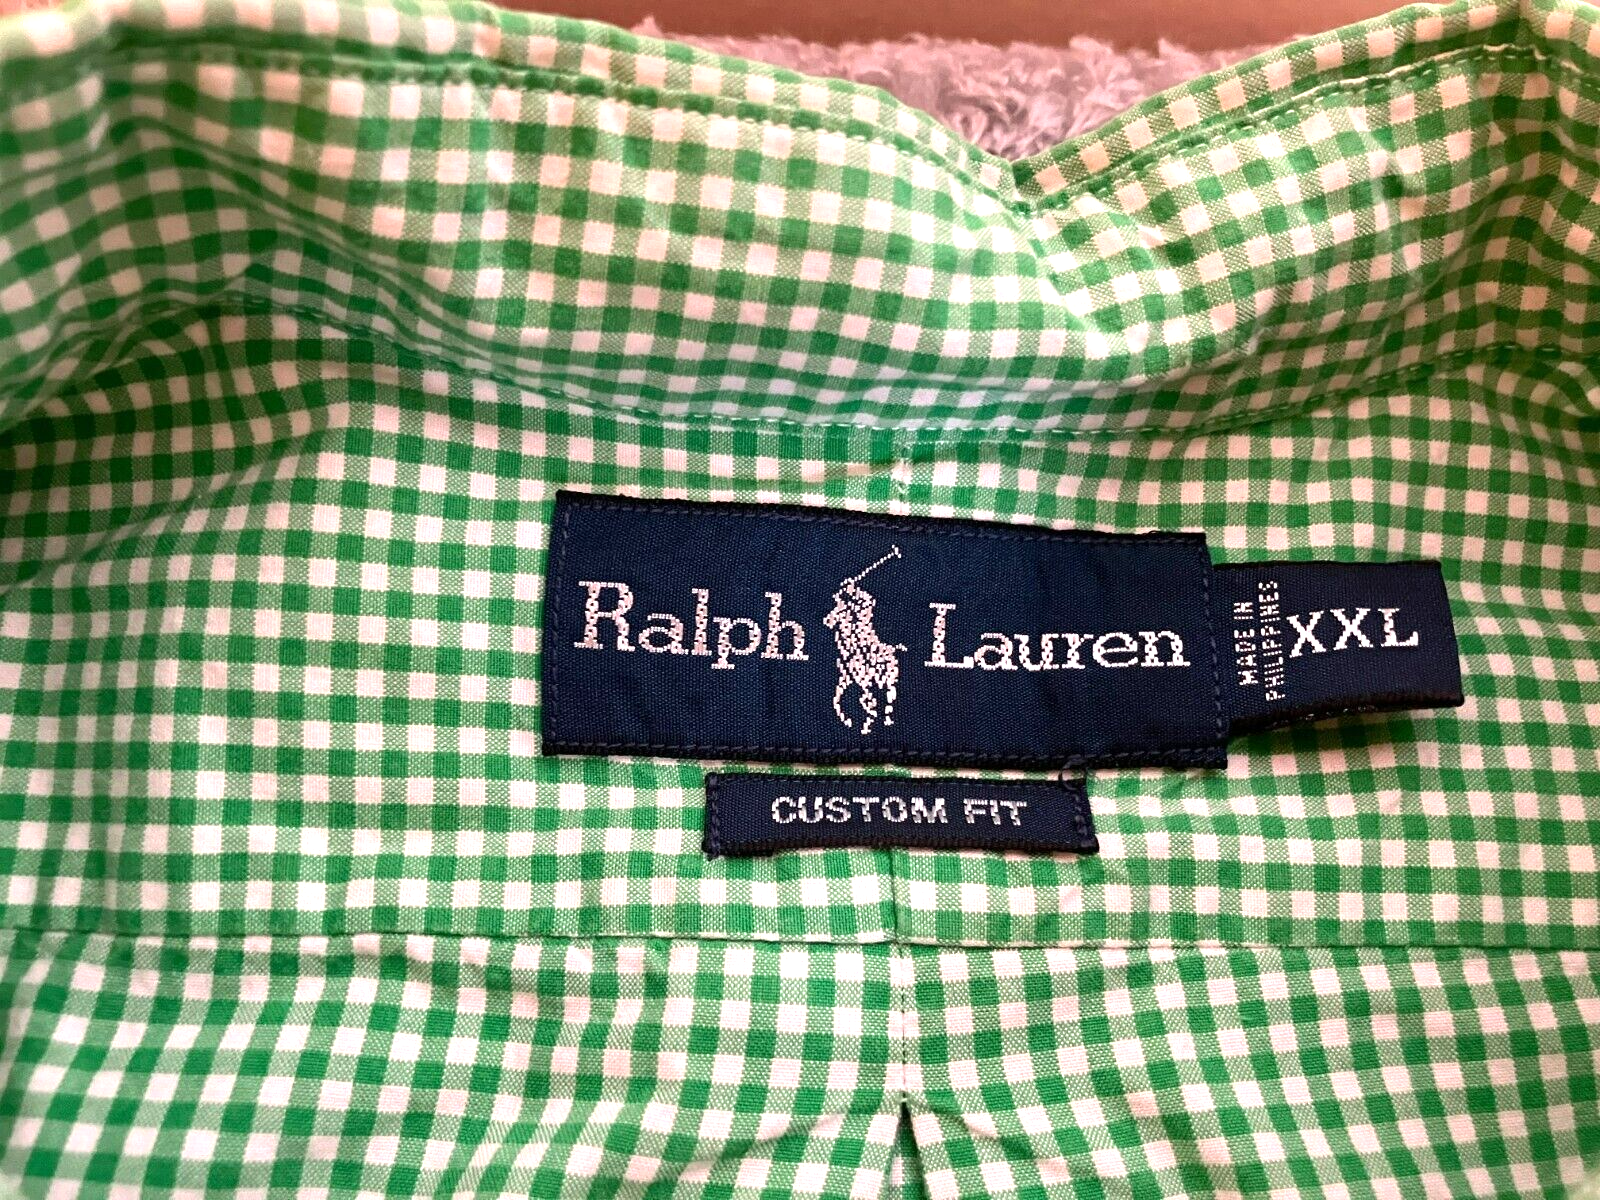 Ralph Lauren
MADE IN
PHILIPPINES
XXL
CUSTOM FIT